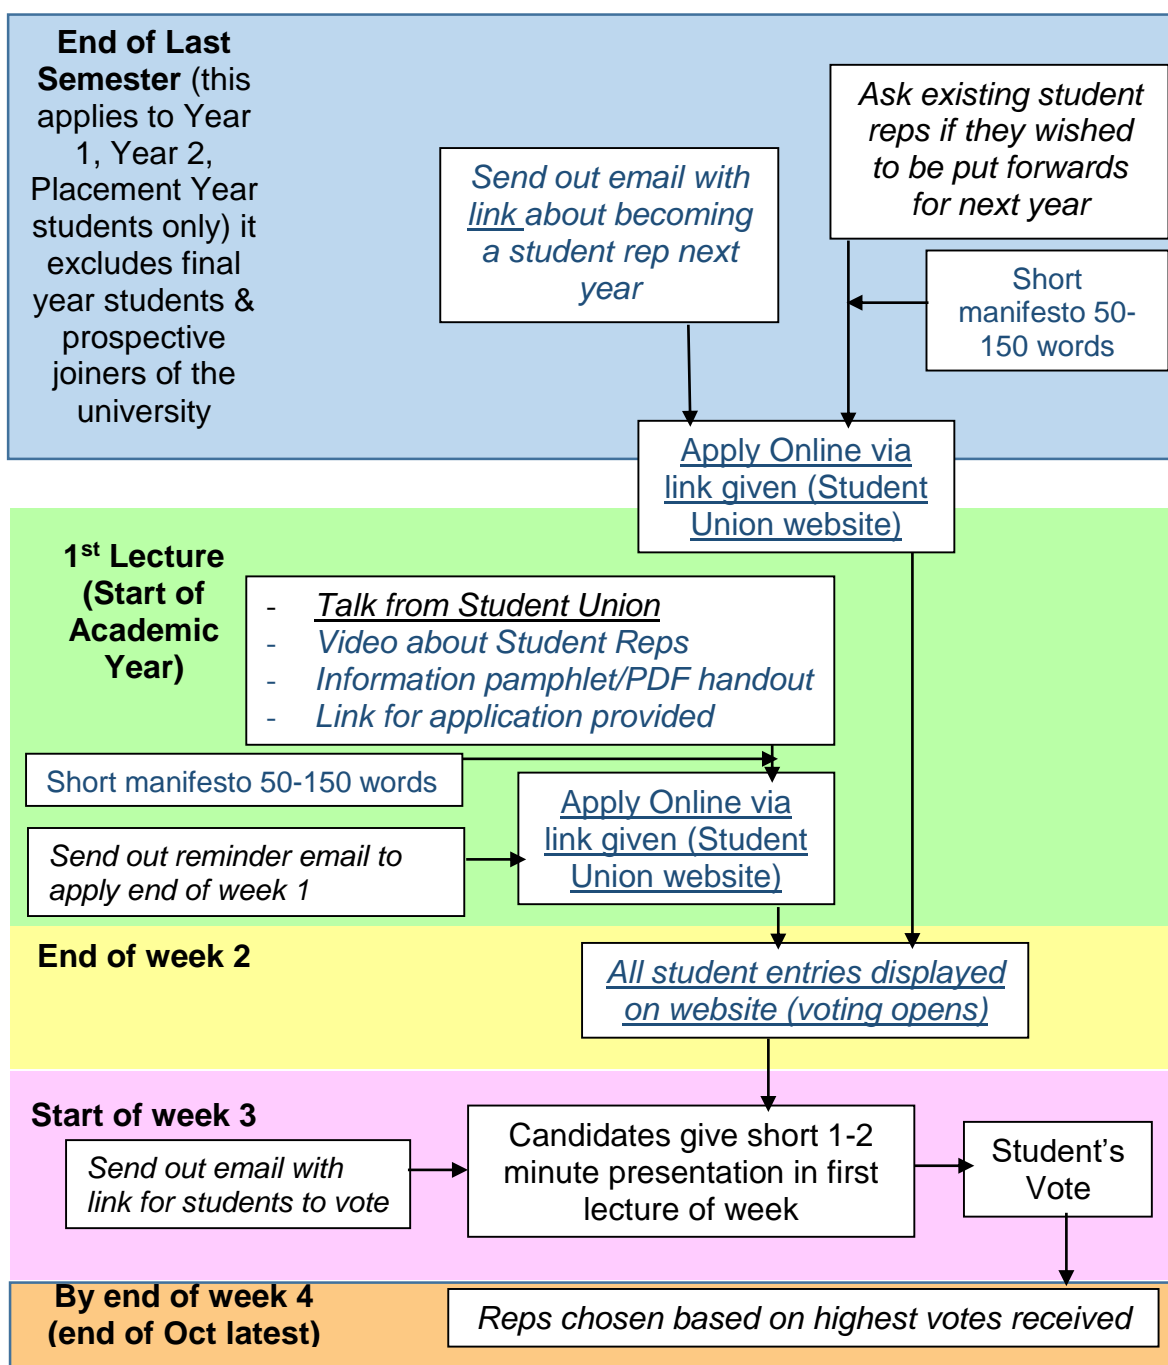 End of Last
Semester (this
applies to Year
1, Year 2,
Placement Year
students only) it
excludes final
year students &
prospective
joiners of the
university
Ask existing student
reps if they wished
to be put forwards
for next year
Send out email with
link about becoming
a student rep next
year
Short
manifesto 50-
150 words
Apply Online via
link given (Student
Union website)
1st Lecture
(Start of
Academic
Year)
- Talk from Student Union
- Video about Student Reps
- Information pamphlet/PDF handout
- Link for application provided
Short manifesto 50-150 words
Apply Online via
link given (Student
Union website)
Send out reminder email to
apply end of week 1
End of week 2
All student entries displayed
on website (voting opens)
Start of week 3
Send out email with
link for students to vote
Candidates give short 1-2
minute presentation in first
lecture of week
Student’s
Vote
By end of week 4
(end of Oct latest)
Reps chosen based on highest votes received